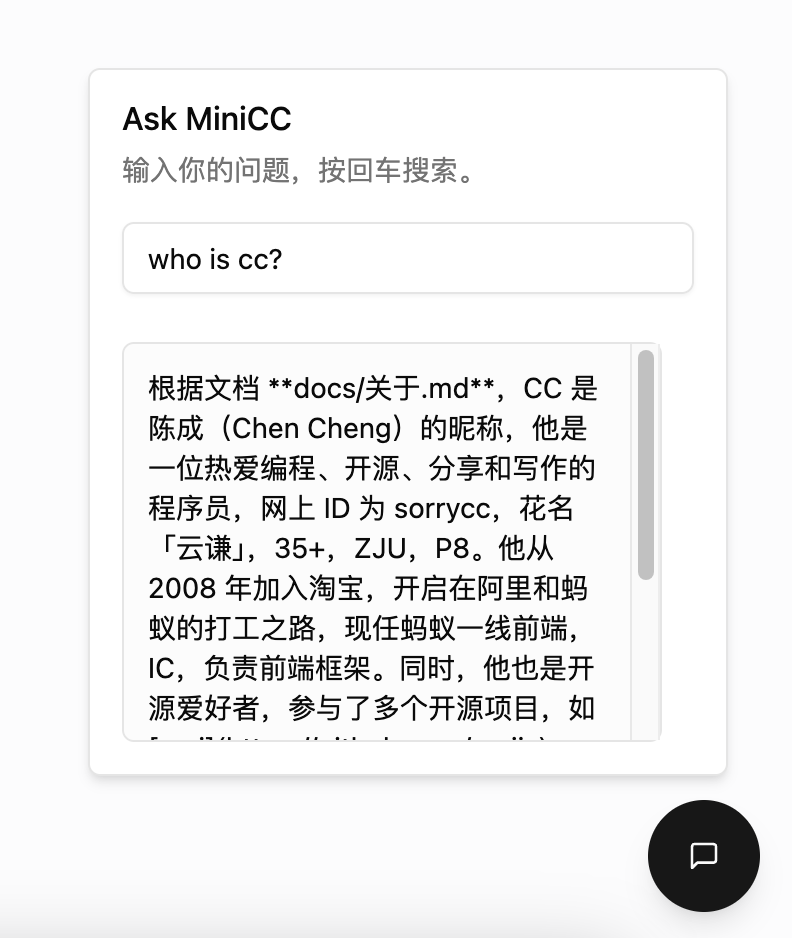 Ask MiniCC
输入你的问题，按回车搜索。
who is cc?
根据文档 **docs/关于.md**，CC 是
陈成（Chen Cheng）的昵称，他是
一位热爱编程、开源、分享和写作的
程序员，网上 ID 为 sorrycc，花名
「云谦」，35+，ZJU，P8。他从
2008 年加入淘宝，开启在阿里和蚂
蚁的打工之路，现任蚂蚁一线前端，
IC，负责前端框架。同时，他也是开
源爱好者，参与了多个开源项目，如